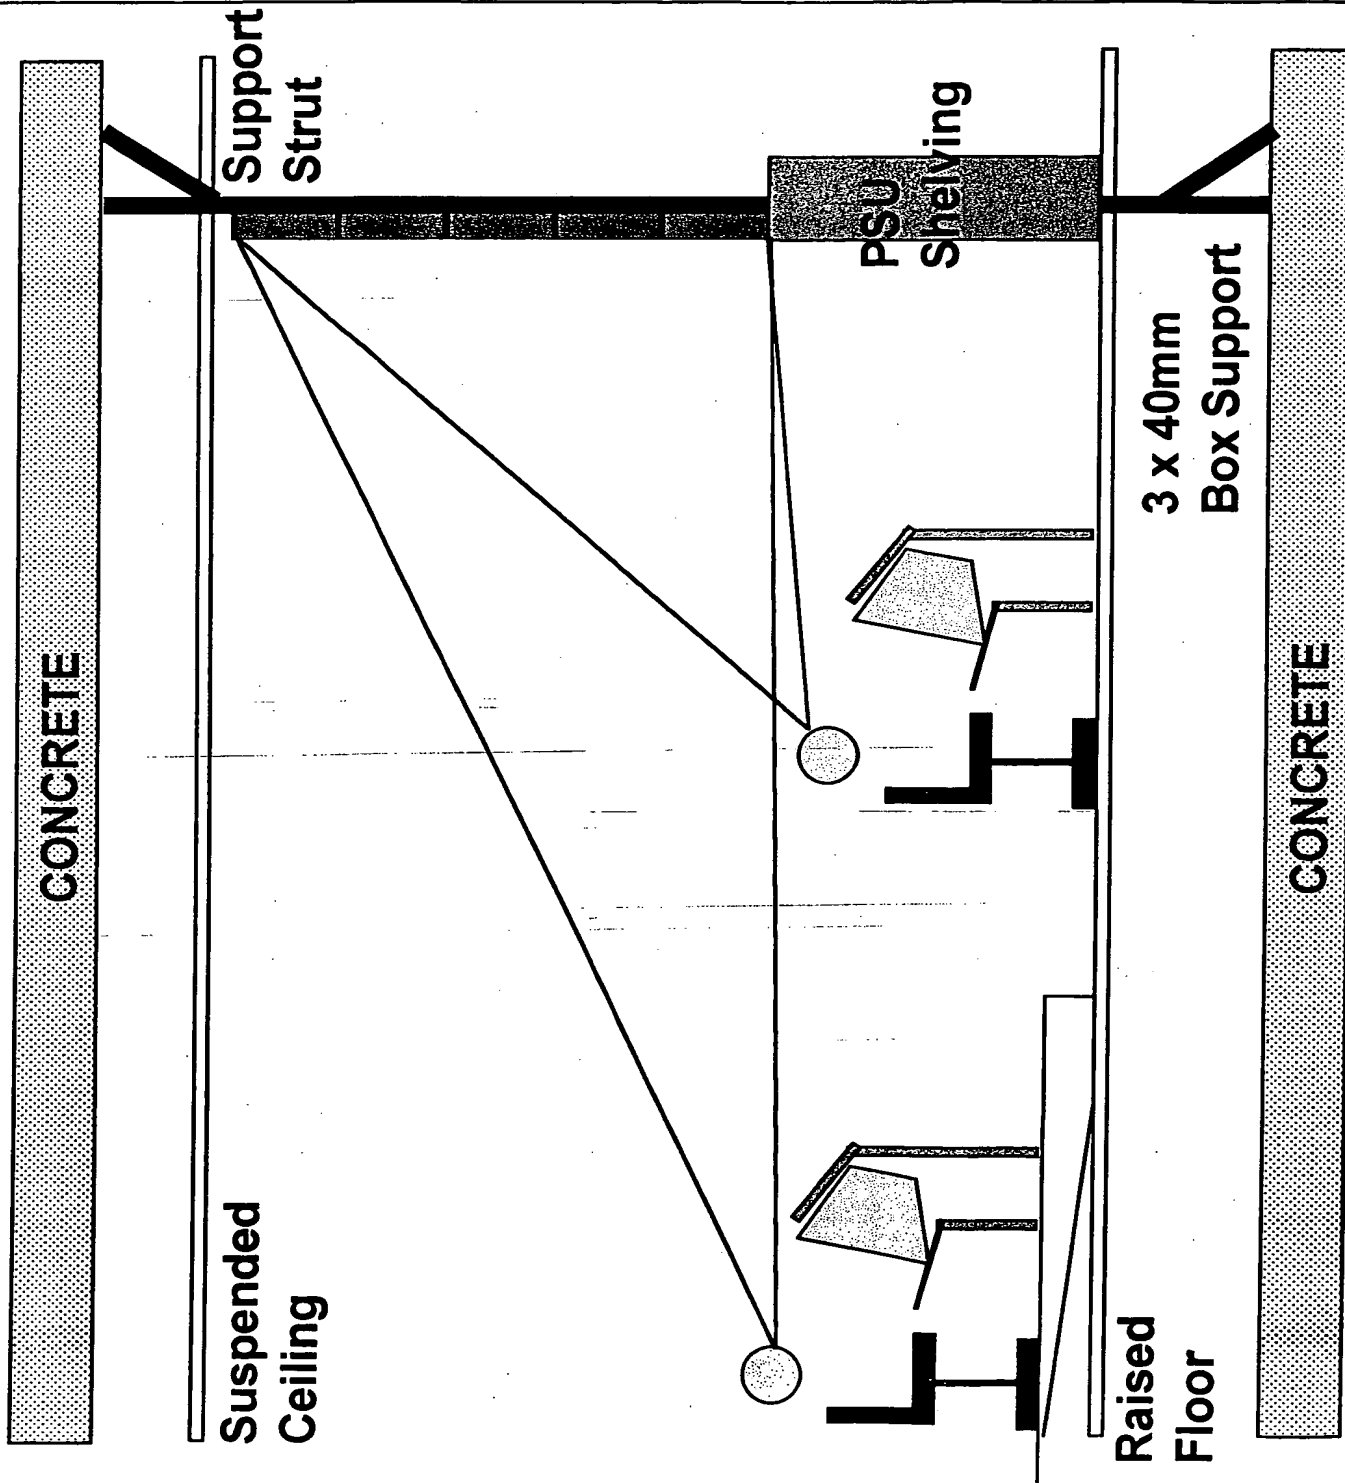 CONCRETE
Suspended
Ceiling
Support
Strut
PSU
Shelving
3 x 40mm
Box Support
Raised
Floor
CONCRETE